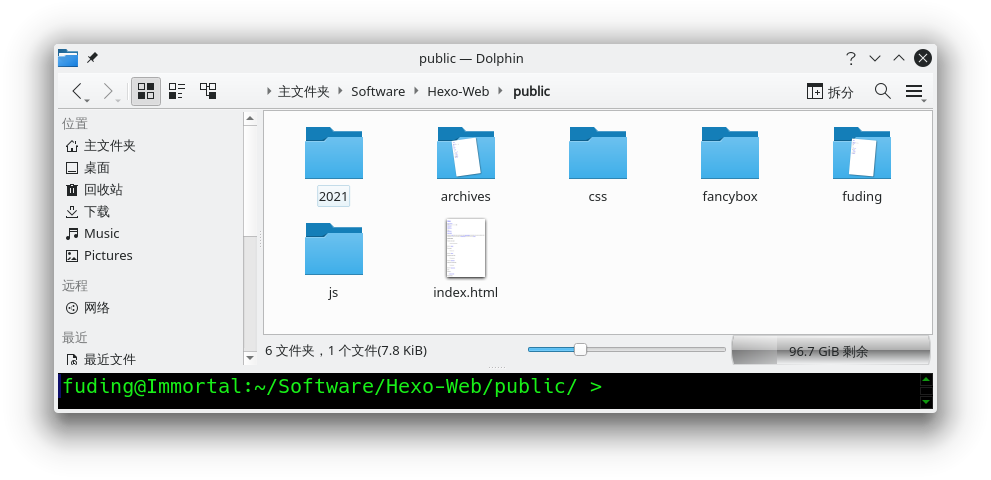 public — Dolphin
主文件夹 Software Hexo-Web public
拆分
位置
主文件夹
桌面
回收站
下载
Music
Pictures
远程
网络
最近
最近文件
2021 archives css fancybox fuding
js index.html
6 文件夹，1 个文件(7.8 KiB)
96.7 GiB 剩余
fuding@Immortal:~/Software/Hexo-Web/public/ >